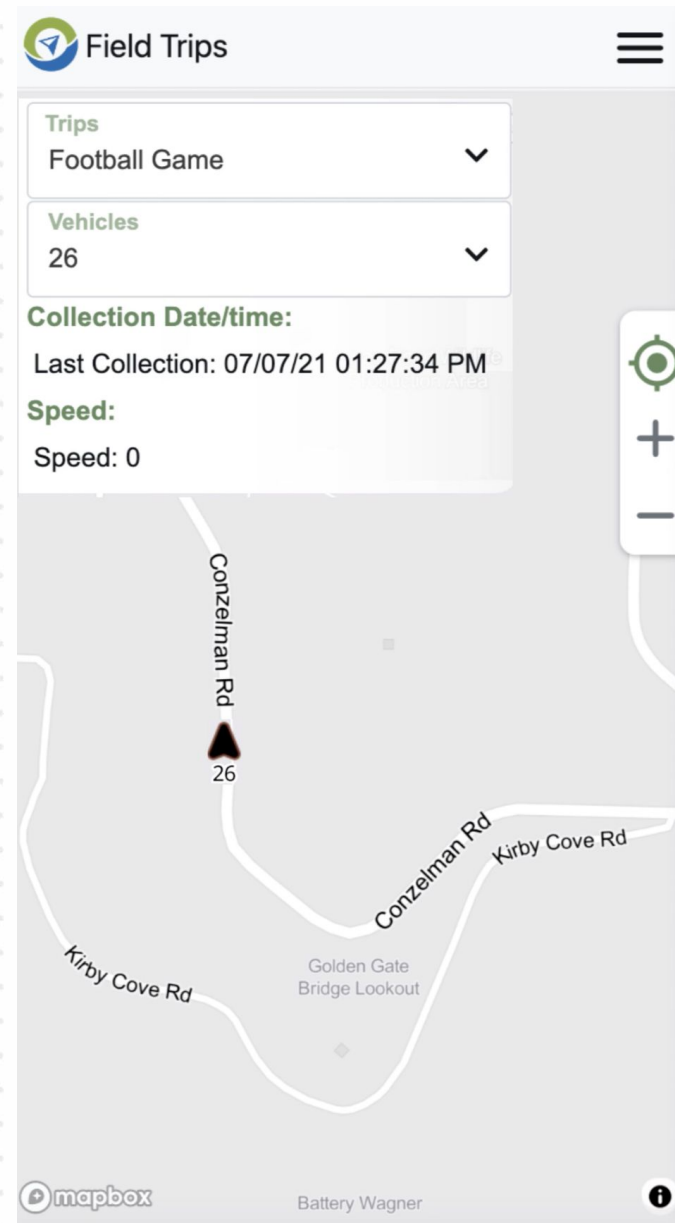 Field Trips
Trips
Football Game
Vehicles
26
Collection Date/time:
Last Collection: 07/07/21 01:27:34 PM
Speed:
Speed: 0
Conzelman Rd
26
Conzelman Rd
Kirby Cove Rd
Kirby Cove Rd
Golden Gate
Bridge Lookout
mapbox
Battery Wagner